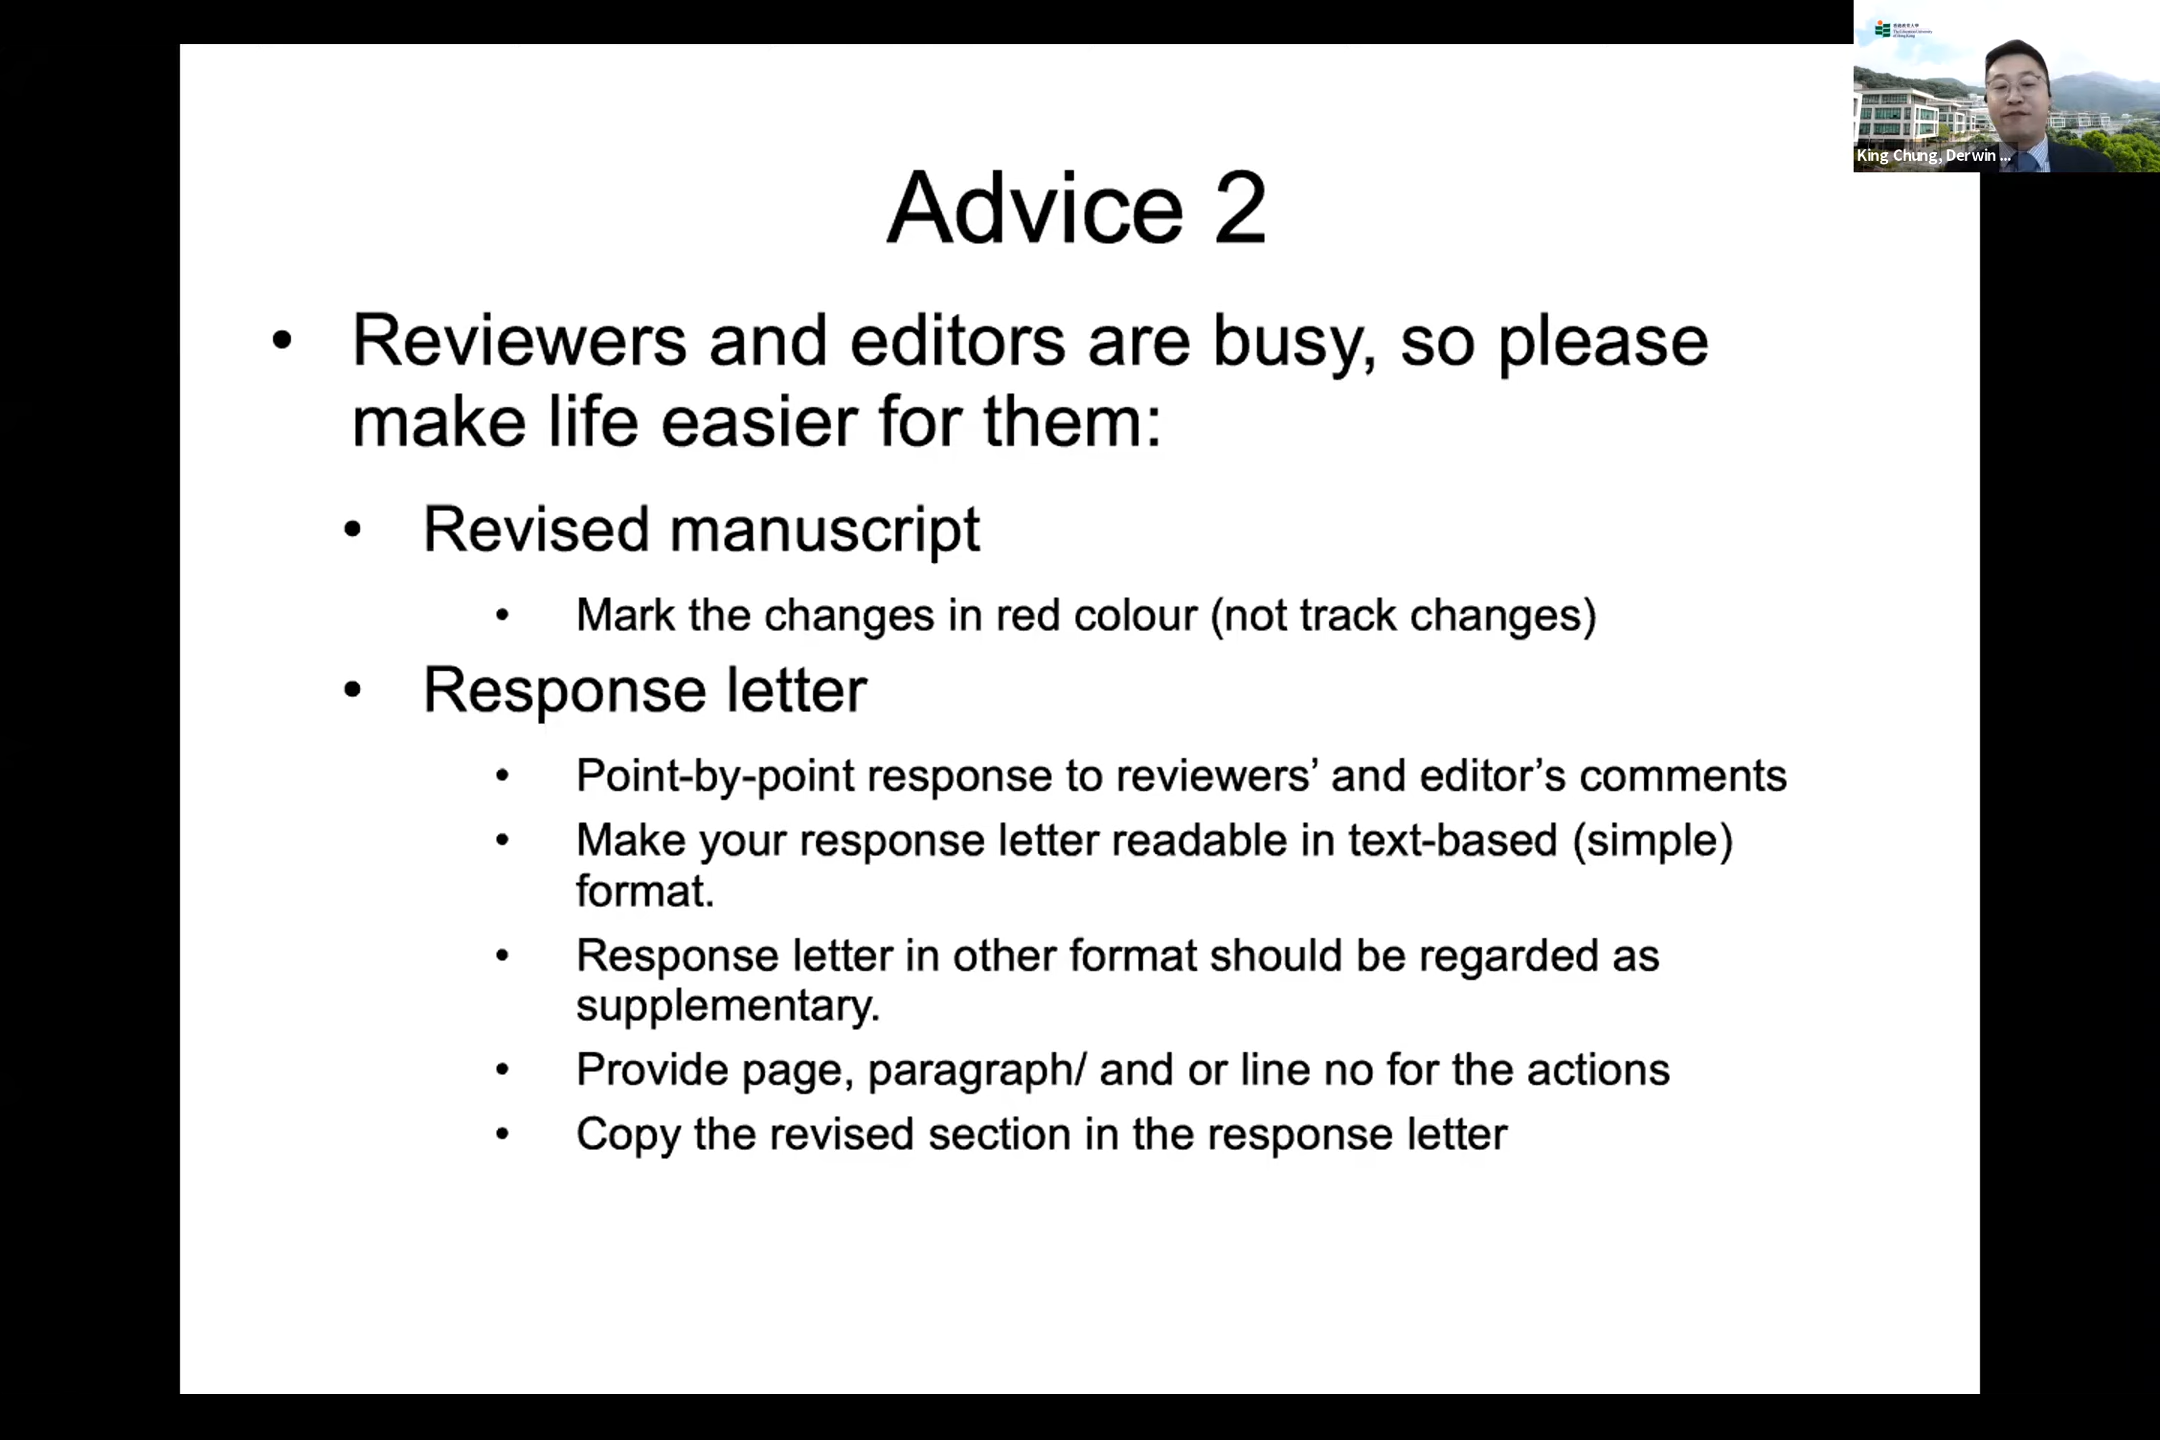 Advice 2
• Reviewers and editors are busy, so please
make life easier for them:
• Revised manuscript
• Mark the changes in red colour (not track changes)
• Response letter
• Point-by-point response to reviewers’ and editor’s comments
• Make your response letter readable in text-based (simple)
format.
• Response letter in other format should be regarded as
supplementary.
• Provide page, paragraph/ and or line no for the actions
• Copy the revised section in the response letter
King Chung, Derwin ...